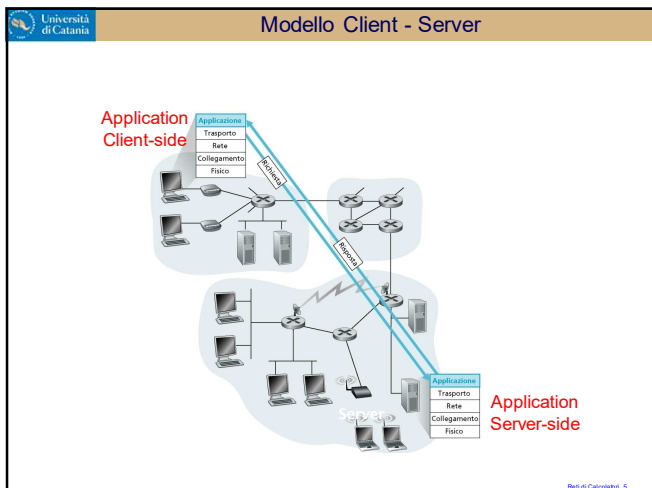 Università
di Catania
Modello Client - Server
Application
Client-side
Applicazione
Trasporto
Rete
Collegamento
Fisico
Richiesta
Risposta
Server
Applicazione
Trasporto
Rete
Collegamento
Fisico
Application
Server-side
Reti di Calcolatori 5